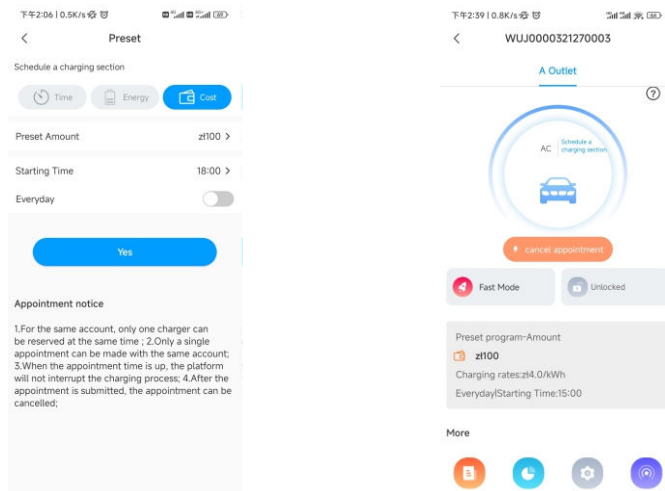 下午2:06 | 0.5K/s
Preset
Schedule a charging section
Time
Energy
Cost
Preset Amount
zł100 >
Starting Time
18:00 >
Everyday
Yes
Appointment notice
1.For the same account, only one charger can
be reserved at the same time ; 2.Only a single
appointment can be made with the same account;
3.When the appointment time is up, the platform
will not interrupt the charging process; 4.After the
appointment is submitted, the appointment can be
cancelled;
下午2:39 | 0.8K/s
WUJ0000321270003
A Outlet
AC
Schedule a
charging section
cancel appointment
Fast Mode
Unlocked
Preset program-Amount
zł100
Charging rates:zł4.0/kWh
Everyday|Starting Time:15:00
More